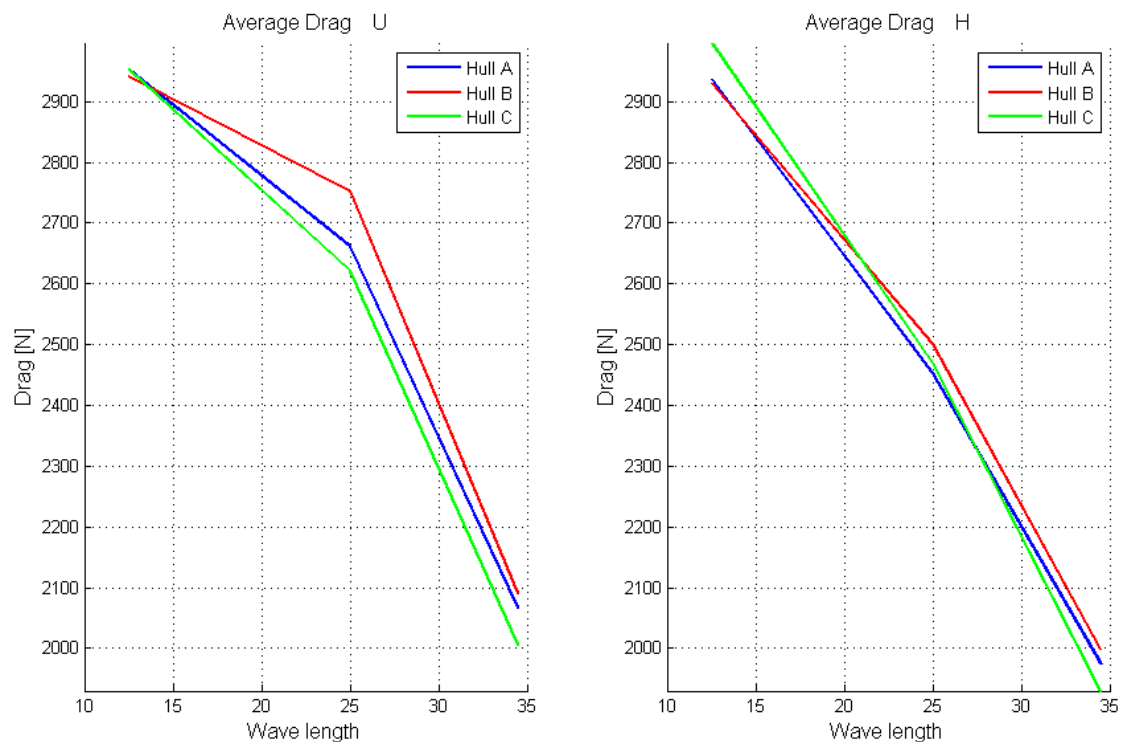 Average Drag U
Hull A
Hull B
Hull C
2900
2800
2700
2600
2500
2400
2300
2200
2100
2000
Drag [N]
10 15 20 25 30 35
Wave length
Average Drag H
Hull A
Hull B
Hull C
2900
2800
2700
2600
2500
2400
2300
2200
2100
2000
Drag [N]
10 15 20 25 30 35
Wave length